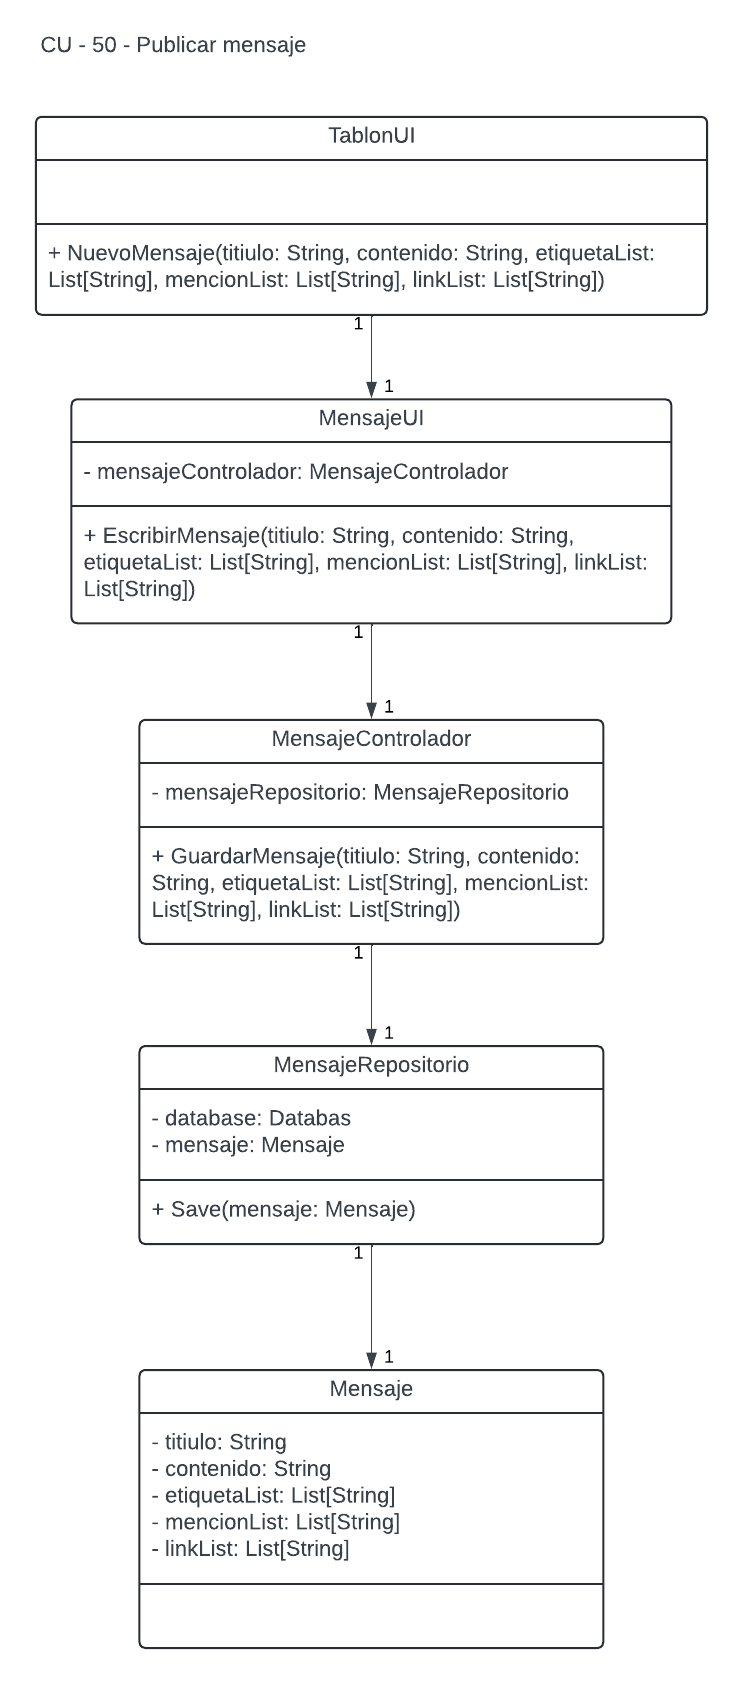 CU - 50 - Publicar mensaje
TablonUI
+ NuevoMensaje(titiulo: String, contenido: String, etiquetaList:
List[String], mencionList: List[String], linkList: List[String])
1
1
MensajeUI
- mensajeControlador: MensajeControlador
+ EscribirMensaje(titiulo: String, contenido: String,
etiquetaList: List[String], mencionList: List[String], linkList:
List[String])
1
1
MensajeControlador
- mensajeRepositorio: MensajeRepositorio
+ GuardarMensaje(titiulo: String, contenido:
String, etiquetaList: List[String], mencionList:
List[String], linkList: List[String])
1
1
MensajeRepositorio
- database: Databas
- mensaje: Mensaje
+ Save(mensaje: Mensaje)
1
1
Mensaje
- titiulo: String
- contenido: String
- etiquetaList: List[String]
- mencionList: List[String]
- linkList: List[String]